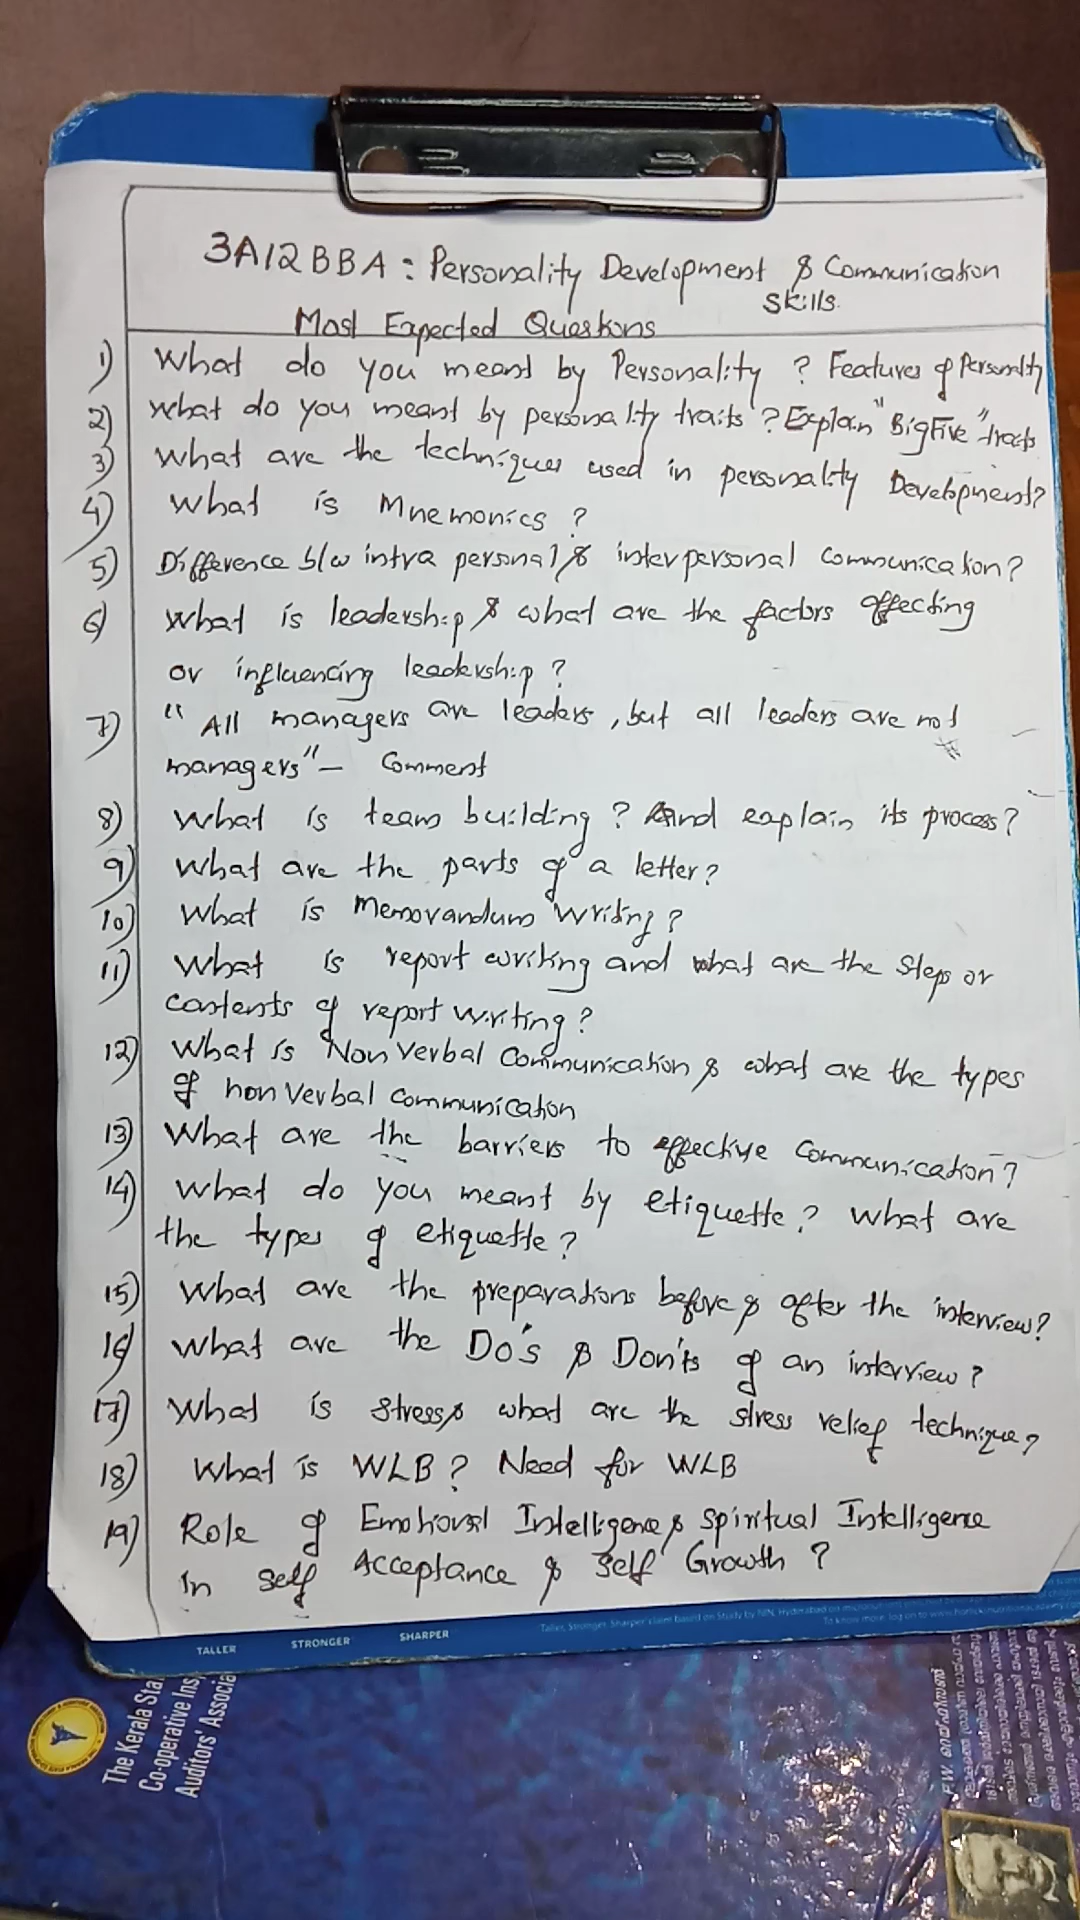 3A12BBA : Personality Development & Communication
Skills.
Most Expected Questions
1) What do you meant by Personality ? Features of Personality
2) What do you meant by personality traits ? Explain "BigFive" traits
3) What are the techniques used in personality Development?
4) What is Mnemonics ?
5) Difference b/w intra personal & interpersonal communication?
6) What is leadership & what are the factors affecting
or influencing leadership ?
7) "All managers are leaders, but all leaders are not
managers" - Comment
8) What is team building ? And explain its process?
9) What are the parts of a letter?
10) What is Memorandum Writing ?
11) What is report writing and what are the steps or
contents of report writing ?
12) What is Non Verbal Communication & what are the types
of non Verbal communication
13) What are the barriers to effective Communication ?
14) What do you meant by etiquette ? What are
the types of etiquette ?
15) What are the preparations before & after the interview?
16) What are the Do's & Don'ts of an interview ?
17) What is stress & what are the stress relief technique ?
18) What is WLB ? Need for WLB
19) Role of Emotional Intelligence & Spiritual Intelligence
In self Acceptance & Self Growth ?
TALLER STRONGER SHARPER
The Kerala Sta
Co-operative Ins
Auditors' Associa